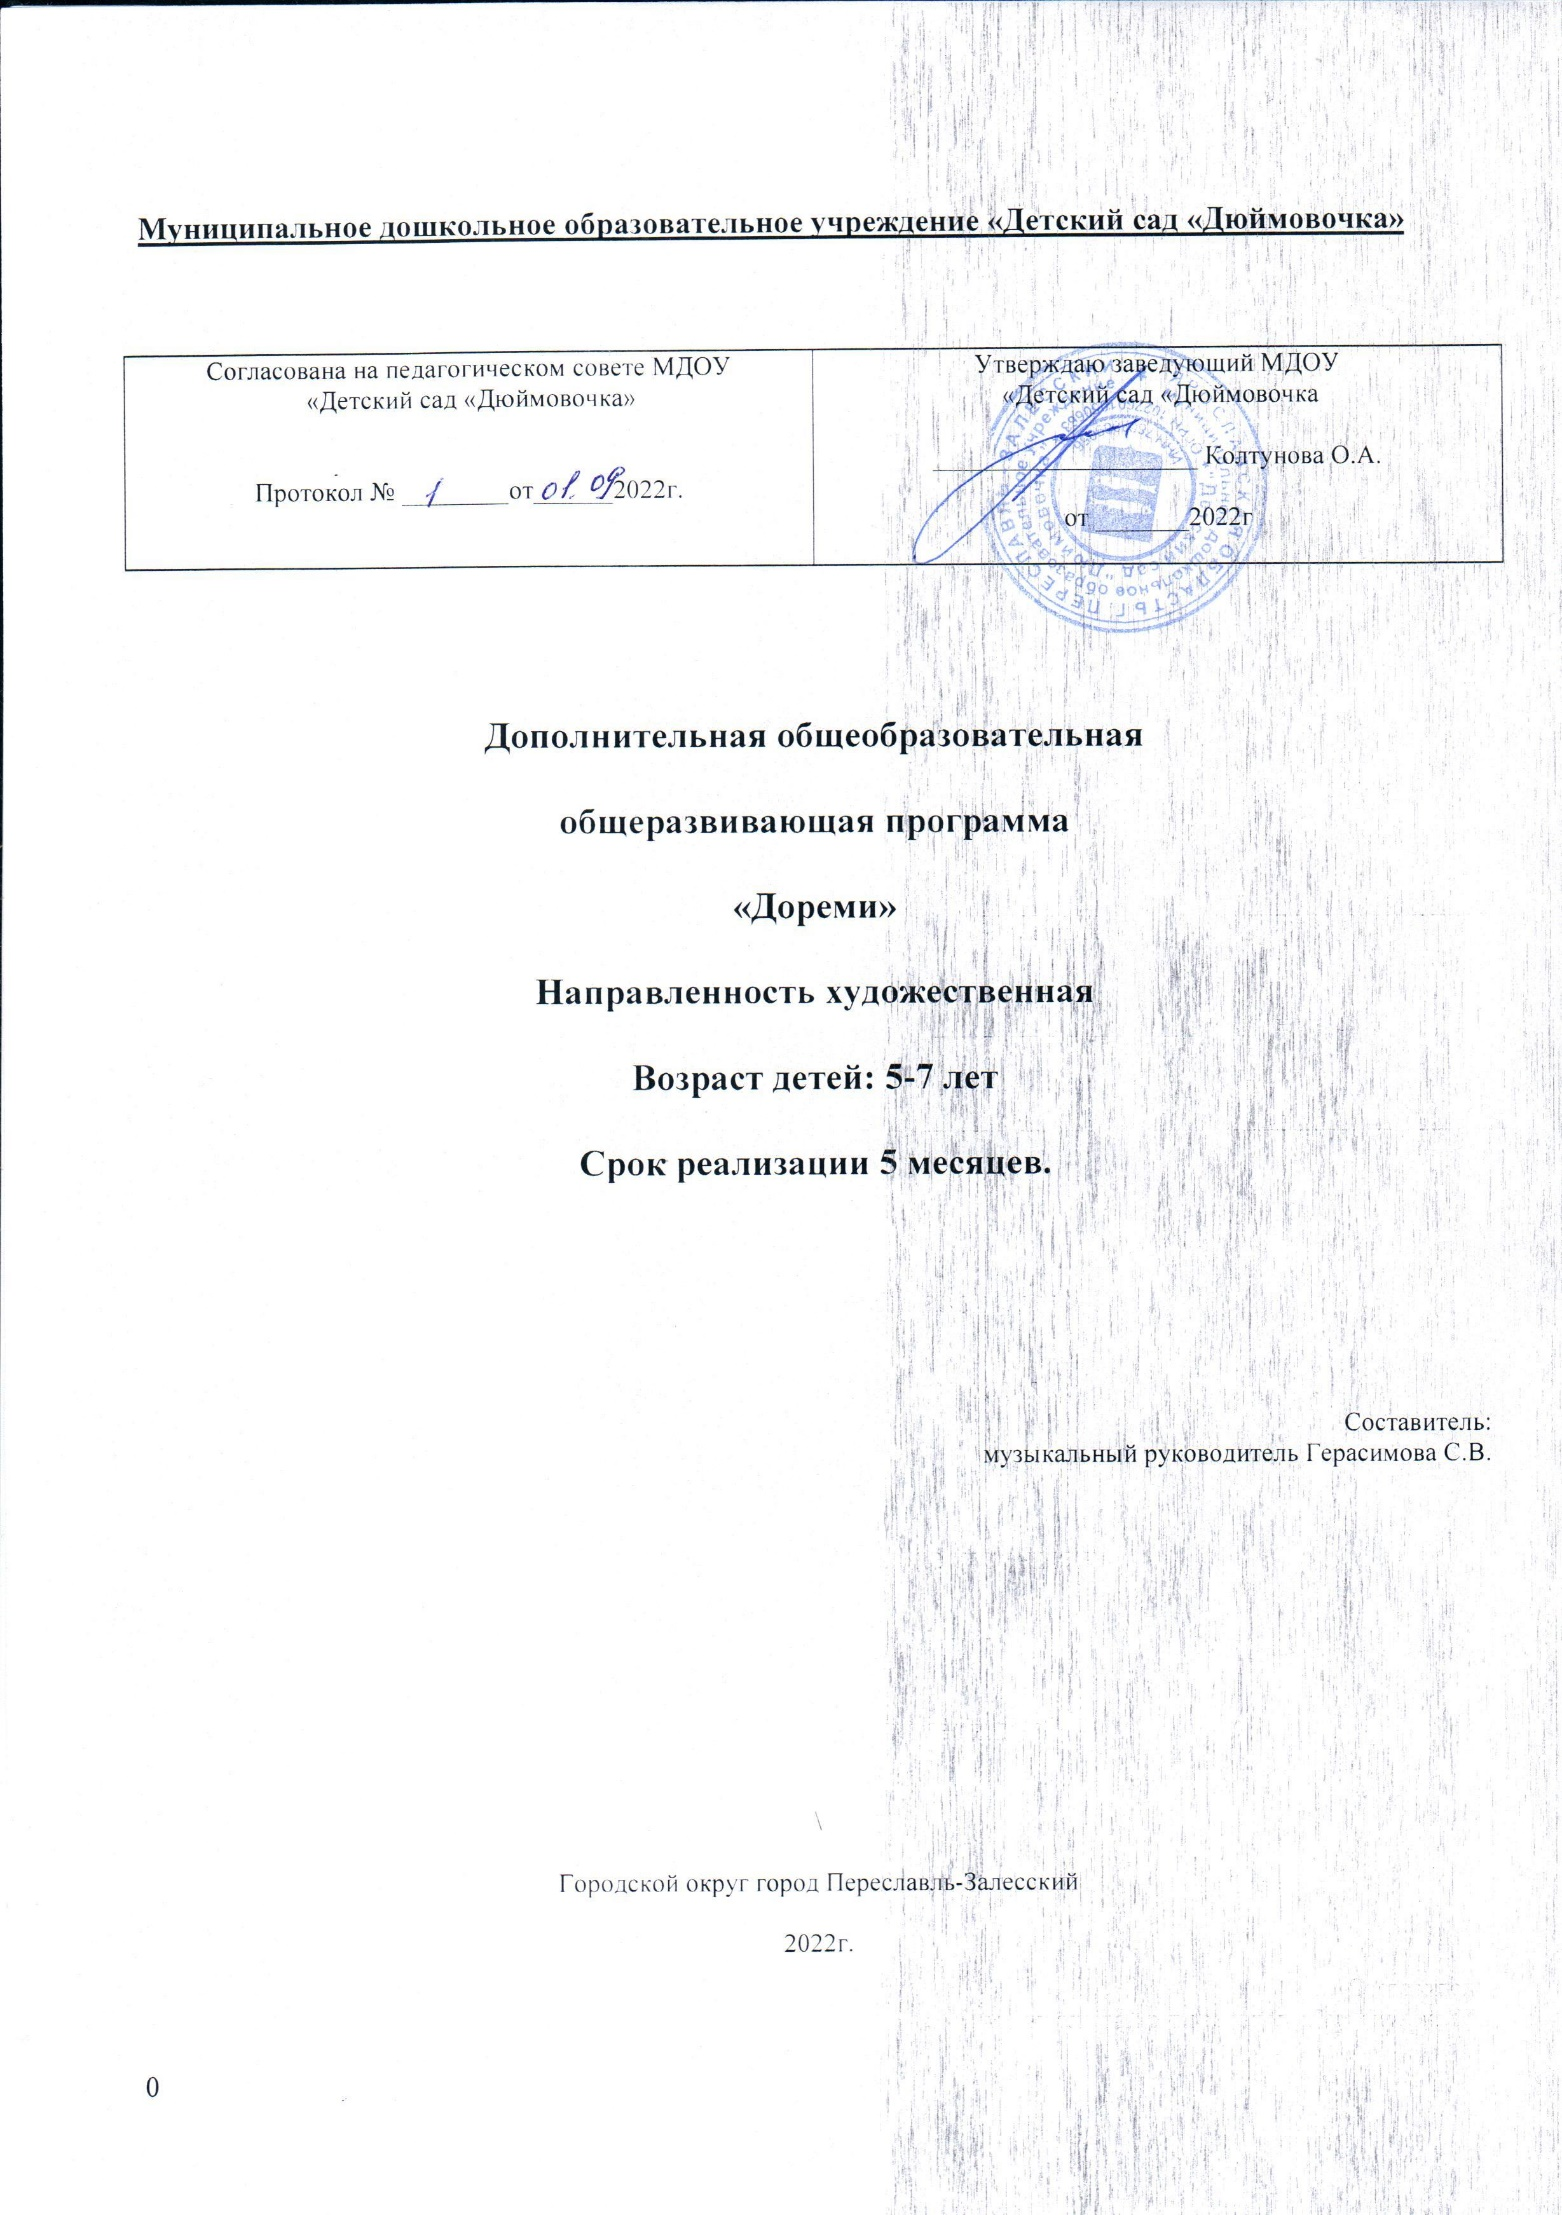 Муниципальное дошкольное образовательное учреждение «Детский сад «Дюймовочка»
Согласована на педагогическом совете МДОУ
«Детский сад «Дюймовочка»
Протокол № 1 от 01.09 2022г.
Утверждаю заведующий МДОУ
«Детский сад «Дюймовочка
Колтунова О.А.
от 2022г
Дополнительная общеобразовательная
общеразвивающая программа
«Дореми»
Направленность художественная
Возраст детей: 5-7 лет
Срок реализации 5 месяцев.
Составитель:
музыкальный руководитель Герасимова С.В.
Городской округ город Переславль-Залесский
2022г.
0